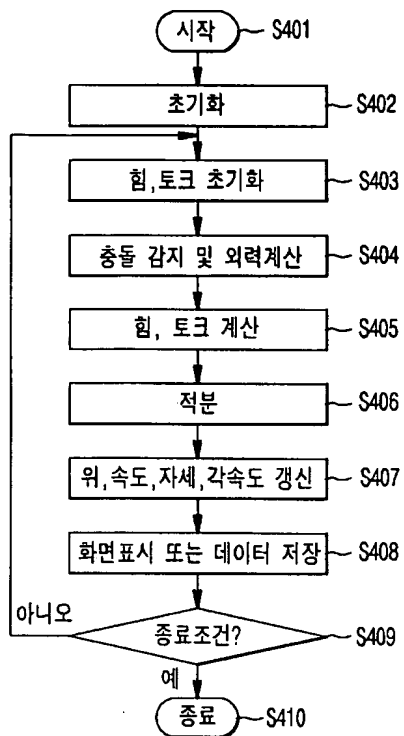 시작 S401
초기화 S402
힘,토크 초기화 S403
충돌 감지 및 외력계산 S404
힘, 토크 계산 S405
적분 S406
위,속도,자세,각속도 갱신 S407
화면표시 또는 데이터 저장 S408
아니오
종료조건? S409
예
종료 S410